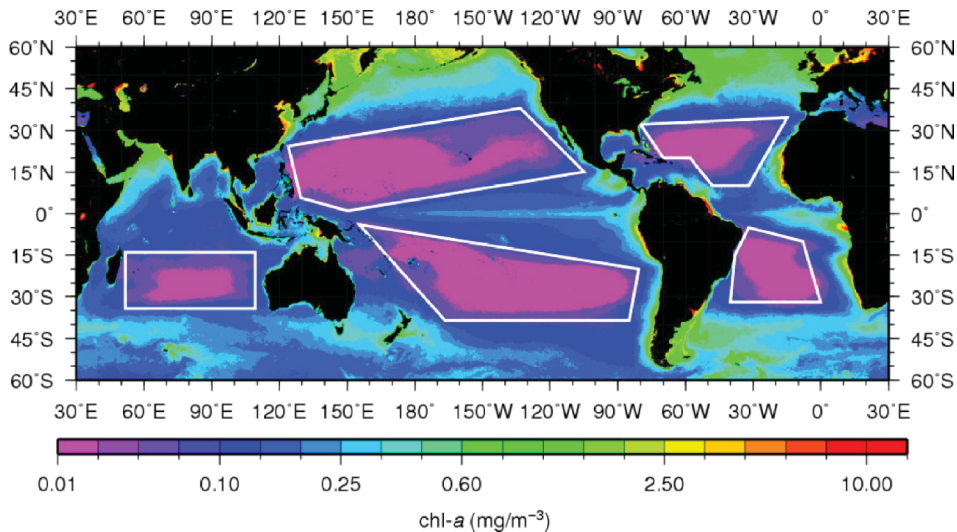 30°E 60°E 90°E 120°E 150°E 180° 150°W 120°W 90°W 60°W 30°W 0° 30°E
60°N 60°N
45°N 45°N
30°N 30°N
15°N 15°N
0° 0°
15°S 15°S
30°S 30°S
45°S 45°S
60°S 60°S
30°E 60°E 90°E 120°E 150°E 180° 150°W 120°W 90°W 60°W 30°W 0° 30°E
0.01 0.10 0.25 0.60 2.50 10.00
chl-a (mg/m⁻³)